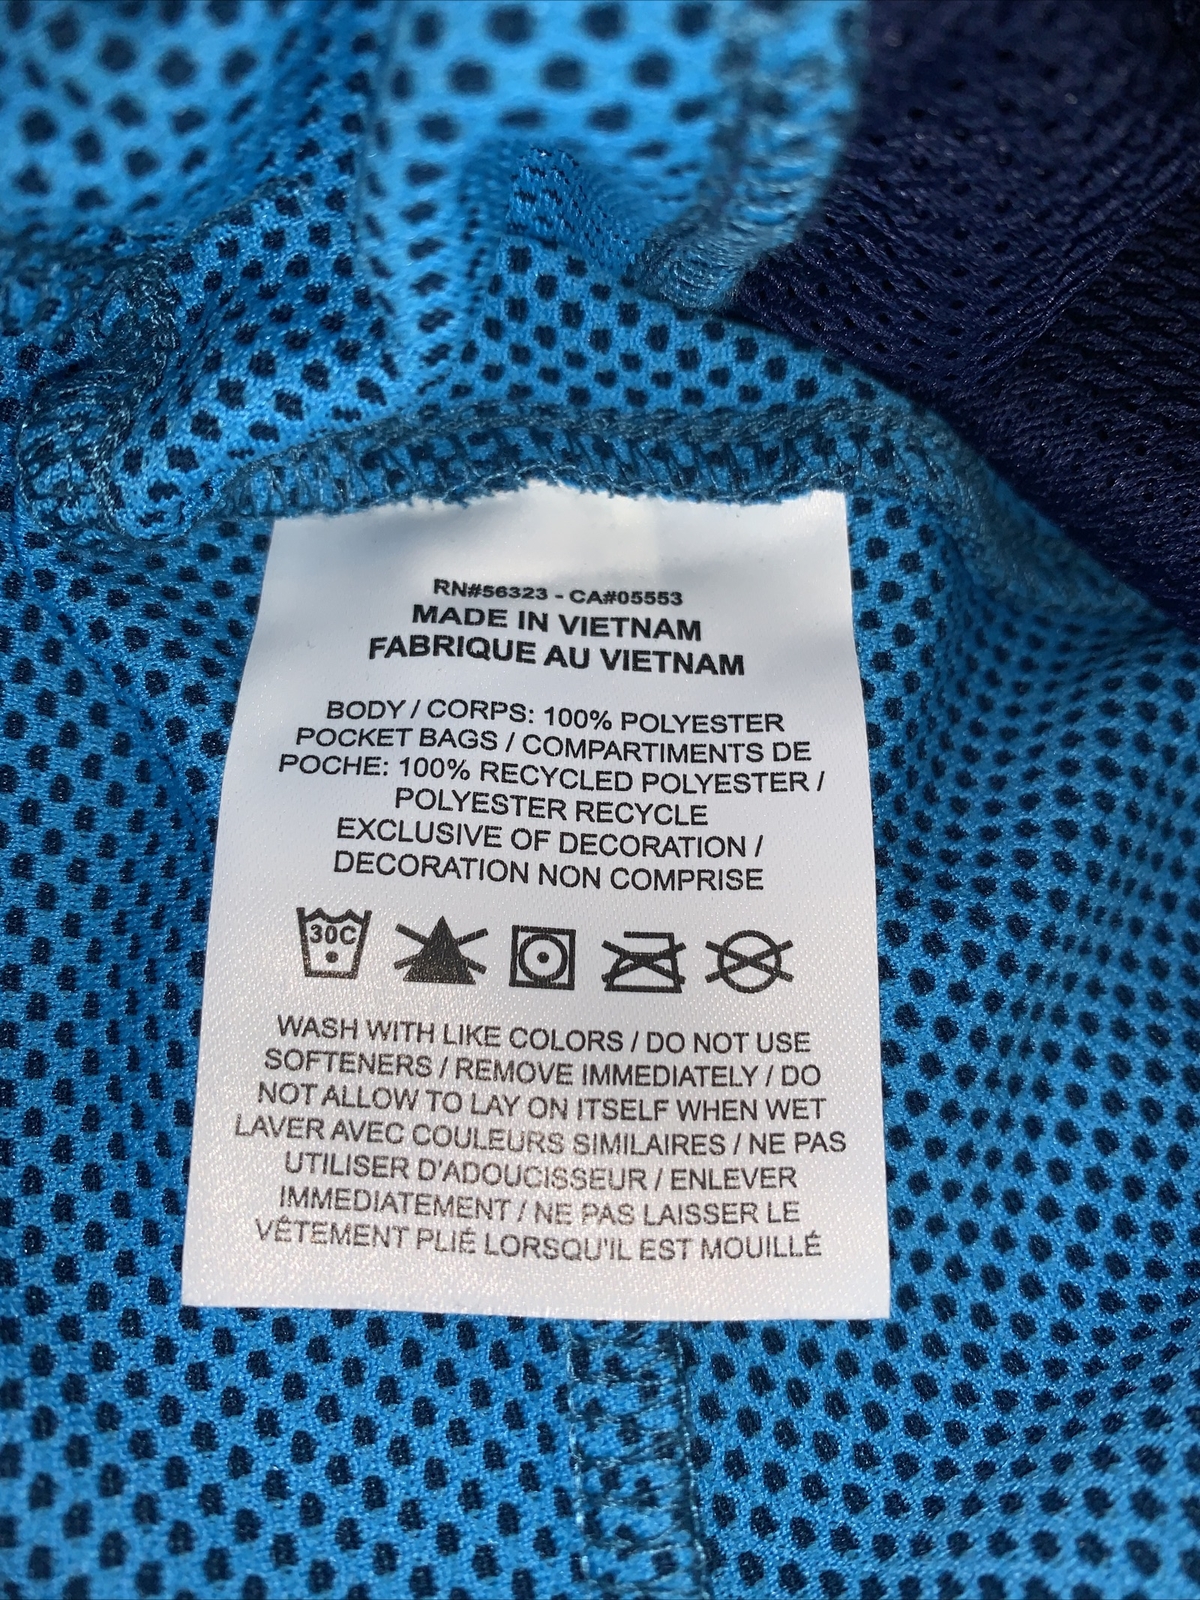 RN#56323 - CA#05553
MADE IN VIETNAM
FABRIQUE AU VIETNAM
BODY / CORPS: 100% POLYESTER
POCKET BAGS / COMPARTIMENTS DE
POCHE: 100% RECYCLED POLYESTER /
POLYESTER RECYCLE
EXCLUSIVE OF DECORATION /
DECORATION NON COMPRISE
30C
WASH WITH LIKE COLORS / DO NOT USE
SOFTENERS / REMOVE IMMEDIATELY / DO
NOT ALLOW TO LAY ON ITSELF WHEN WET
LAVER AVEC COULEURS SIMILAIRES / NE PAS
UTILISER D'ADOUCISSEUR / ENLEVER
IMMEDIATEMENT / NE PAS LAISSER LE
VÊTEMENT PLIÉ LORSQU'IL EST MOUILLÉ